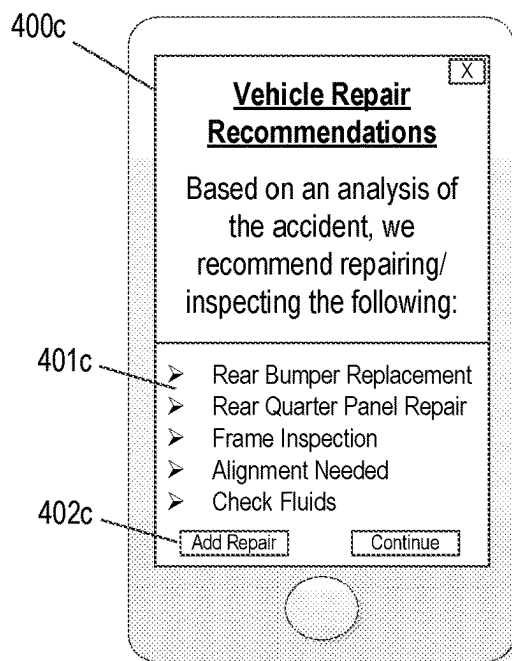 400c
X
Vehicle Repair
Recommendations
Based on an analysis of
the accident, we
recommend repairing/
inspecting the following:
401c
➢ Rear Bumper Replacement
➢ Rear Quarter Panel Repair
➢ Frame Inspection
➢ Alignment Needed
➢ Check Fluids
402c
Add Repair Continue